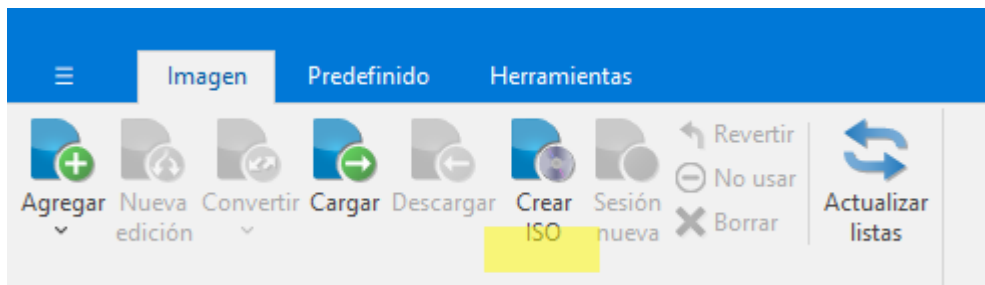 ☰ Imagen Predefinido Herramientas
Agregar
Nueva edición
Convertir
Cargar
Descargar
Crear ISO
Sesión nueva
Revertir
No usar
Borrar
Actualizar listas